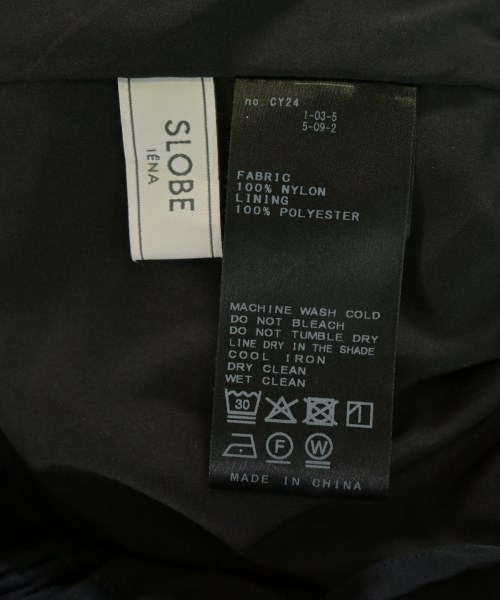 SLOBE
IÉNA
no. CY24
1-03-5
5-09-2
FABRIC
100% NYLON
LINING
100% POLYESTER
MACHINE WASH COLD
DO NOT BLEACH
DO NOT TUMBLE DRY
LINE DRY IN THE SHADE
COOL IRON
DRY CLEAN
WET CLEAN
30
F W
MADE IN CHINA